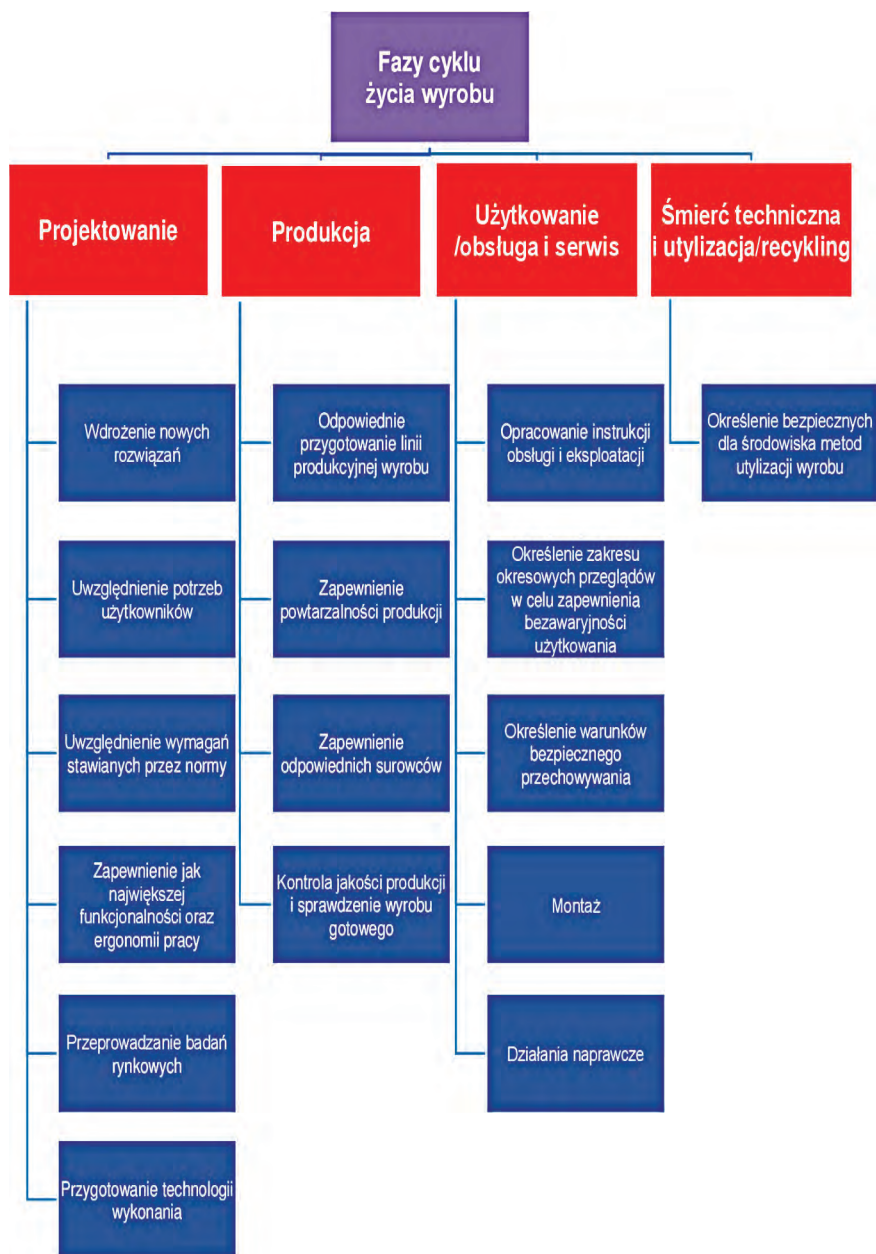 Fazy cyklu
życia wyrobu
Projektowanie
Wdrożenie nowych
rozwiązań
Uwzględnienie potrzeb
użytkowników
Uwzględnienie wymagań
stawianych przez normy
Zapewnienie jak
największej
funkcjonalności oraz
ergonomii pracy
Przeprowadzanie badań
rynkowych
Przygotowanie technologii
wykonania
Produkcja
Odpowiednie
przygotowanie linii
produkcyjnej wyrobu
Zapewnienie
powtarzalności produkcji
Zapewnienie
odpowiednich surowców
Kontrola jakości produkcji
i sprawdzenie wyrobu
gotowego
Użytkowanie
/obsługa i serwis
Opracowanie instrukcji
obsługi i eksploatacji
Określenie zakresu
okresowych przeglądów
w celu zapewnienia
bezawaryjności
użytkowania
Określenie warunków
bezpiecznego
przechowywania
Montaż
Działania naprawcze
Śmierć techniczna
i utylizacja/recykling
Określenie bezpiecznych
dla środowiska metod
utylizacji wyrobu